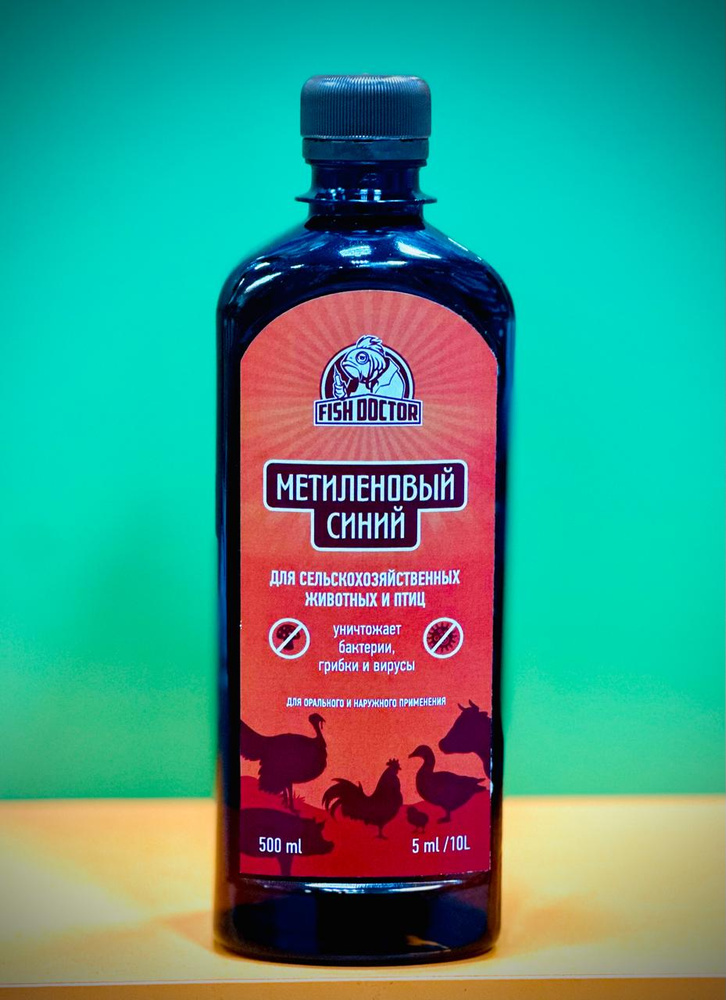 FISH DOCTOR
МЕТИЛЕНОВЫЙ
СИНИЙ
ДЛЯ СЕЛЬСКОХОЗЯЙСТВЕННЫХ
ЖИВОТНЫХ И ПТИЦ
уничтожает
бактерии,
грибки и вирусы
ДЛЯ ОРАЛЬНОГО И НАРУЖНОГО ПРИМЕНЕНИЯ
500 ml
5 ml /10L